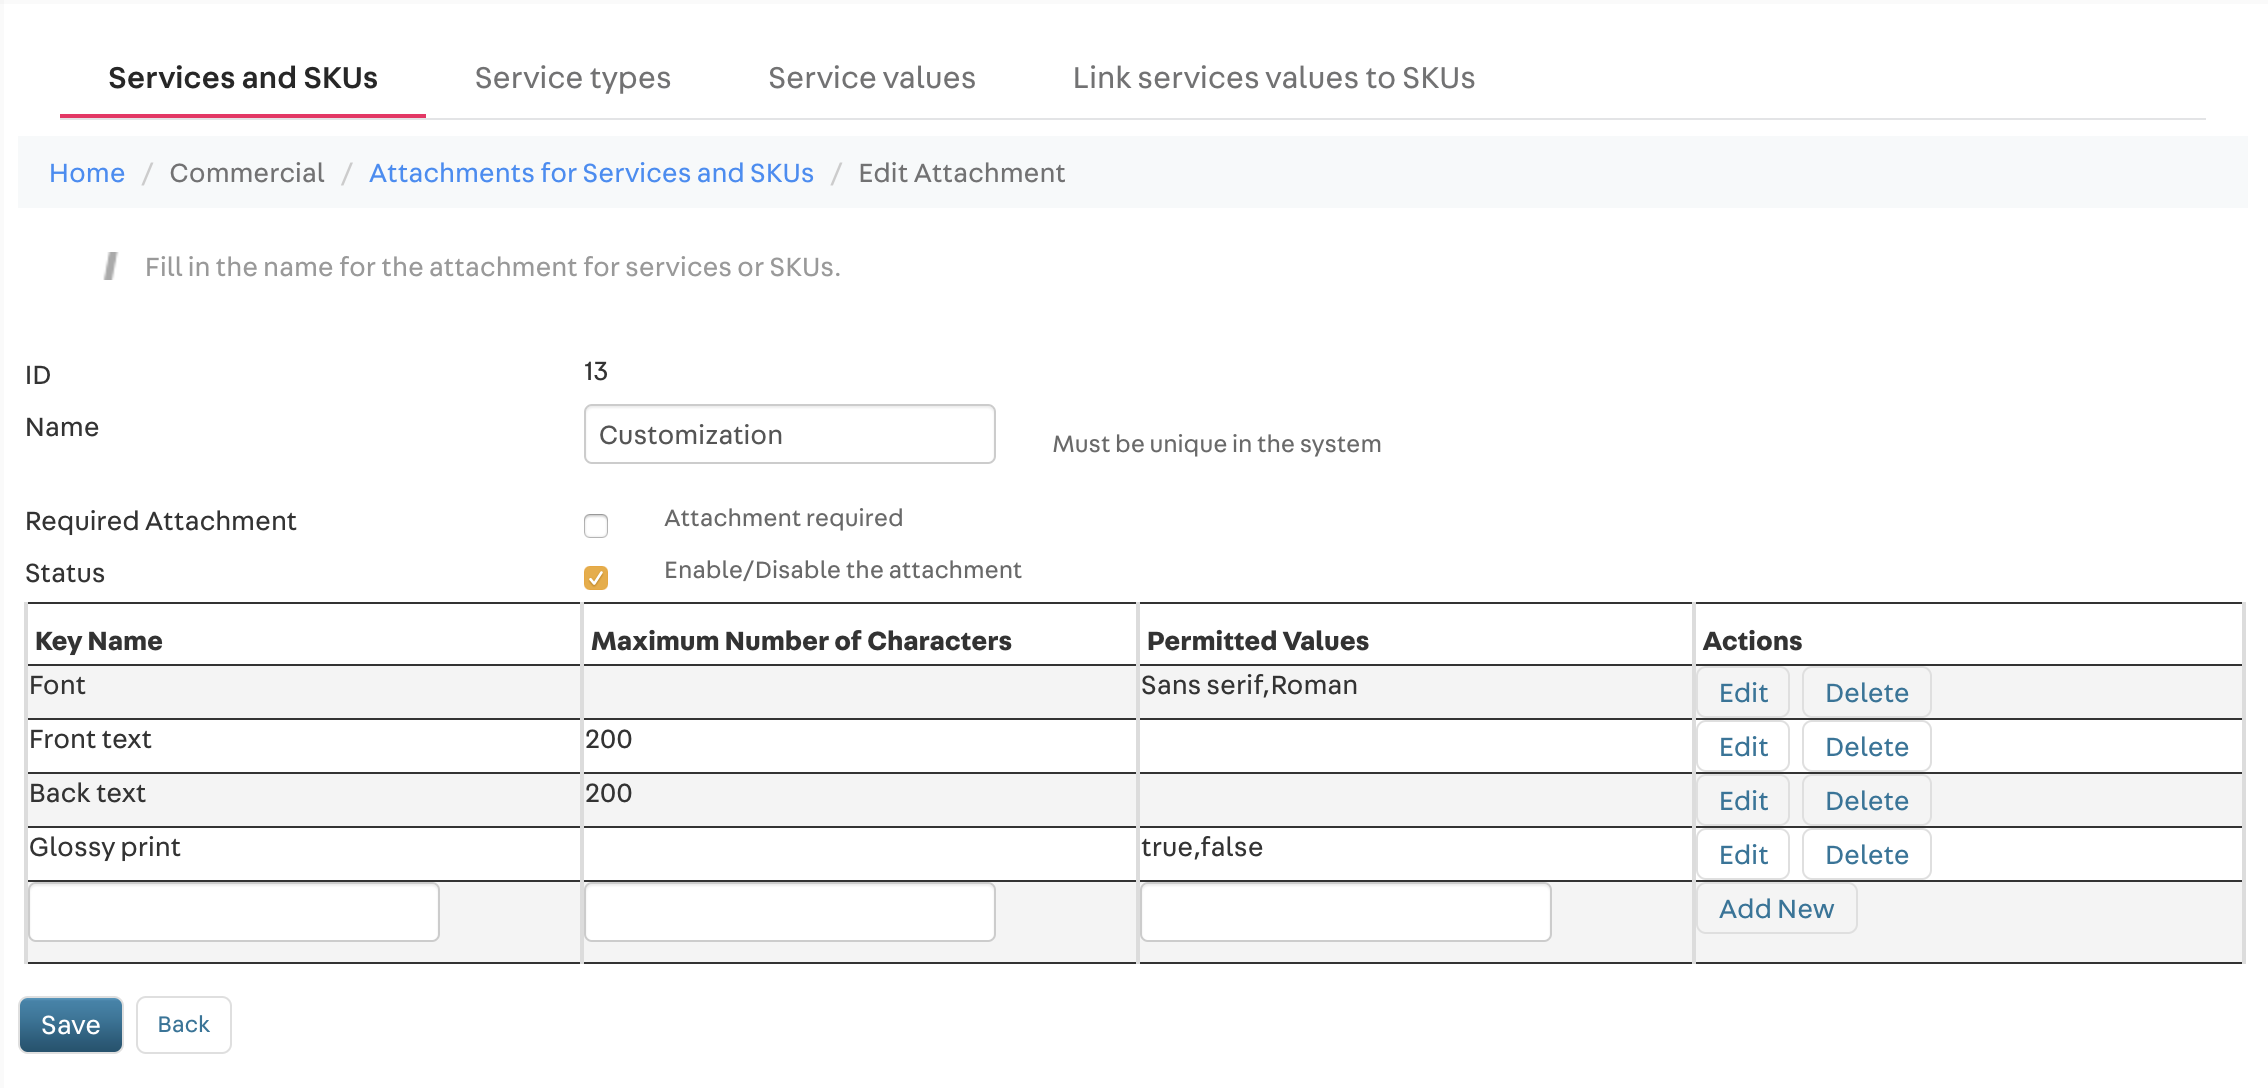 Services and SKUs Service types Service values Link services values to SKUs
Home / Commercial / Attachments for Services and SKUs / Edit Attachment
Fill in the name for the attachment for services or SKUs.
ID 13
Name Customization Must be unique in the system
Required Attachment Attachment required
Status Enable/Disable the attachment
Key Name Maximum Number of Characters Permitted Values Actions
Font Sans serif,Roman Edit Delete
Front text 200 Edit Delete
Back text 200 Edit Delete
Glossy print true,false Edit Delete
Add New
Save Back